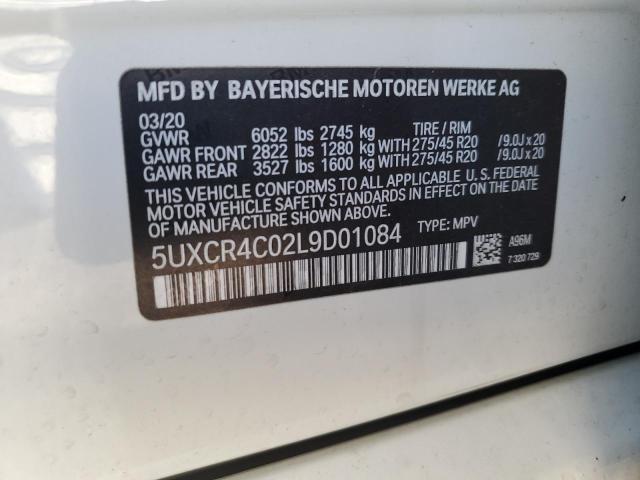 MFD BY BAYERISCHE MOTOREN WERKE AG
03/20
GVWR 6052 lbs 2745 kg TIRE / RIM
GAWR FRONT 2822 lbs 1280 kg WITH 275/45 R20 /9.0J x 20
GAWR REAR 3527 lbs 1600 kg WITH 275/45 R20 /9.0J x 20
THIS VEHICLE CONFORMS TO ALL APPLICABLE U. S. FEDERAL
MOTOR VEHICLE SAFETY STANDARDS IN EFFECT ON THE DATE
OF MANUFACTURE SHOWN ABOVE.
5UXCR4C02L9D01084 TYPE: MPV
A96M
7 320 729